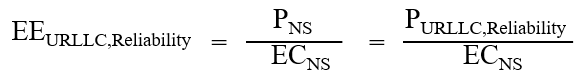 EE_URLLC,Reliability = P_NS / EC_NS = P_URLLC,Reliability / EC_NS